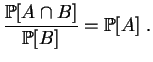 ℙ[A ∩ B] / ℙ[B] = ℙ[A] .